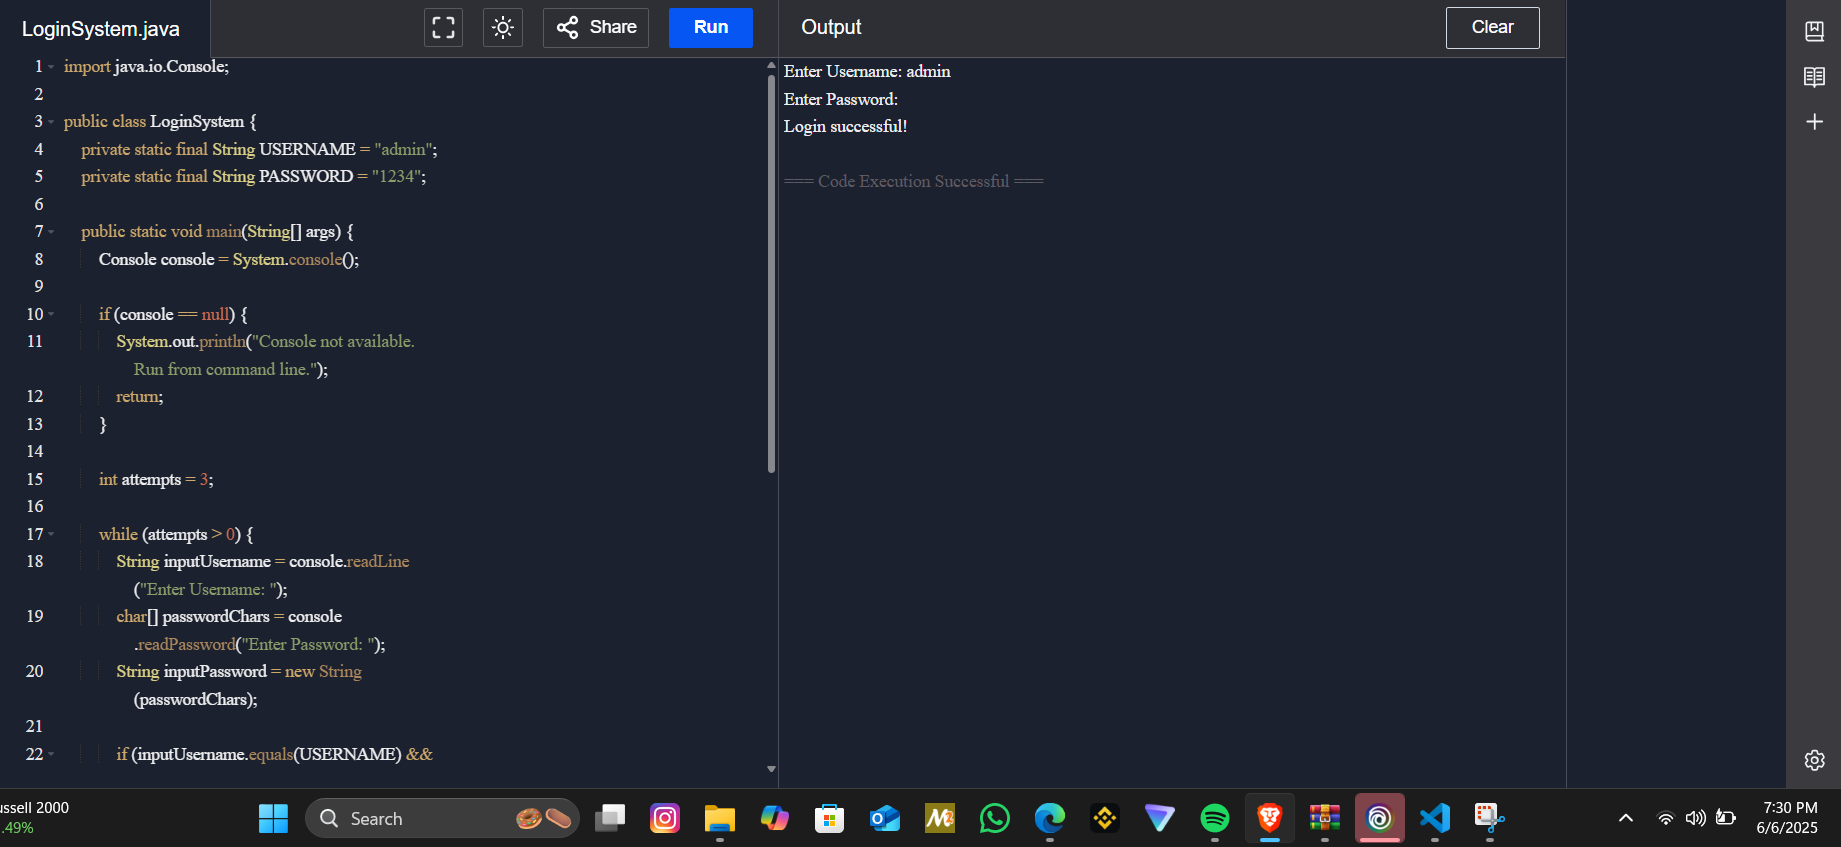 LoginSystem.java
Share
Run
Output
Clear
1 import java.io.Console;
2
3 public class LoginSystem {
4 private static final String USERNAME = "admin";
5 private static final String PASSWORD = "1234";
6
7 public static void main(String[] args) {
8 Console console = System.console();
9
10 if (console == null) {
11 System.out.println("Console not available.
Run from command line.");
12 return;
13 }
14
15 int attempts = 3;
16
17 while (attempts > 0) {
18 String inputUsername = console.readLine
("Enter Username: ");
19 char[] passwordChars = console
.readPassword("Enter Password: ");
20 String inputPassword = new String
(passwordChars);
21
22 if (inputUsername.equals(USERNAME) &&
Enter Username: admin
Enter Password:
Login successful!
=== Code Execution Successful ===
ussell 2000
.49%
Search
7:30 PM
6/6/2025